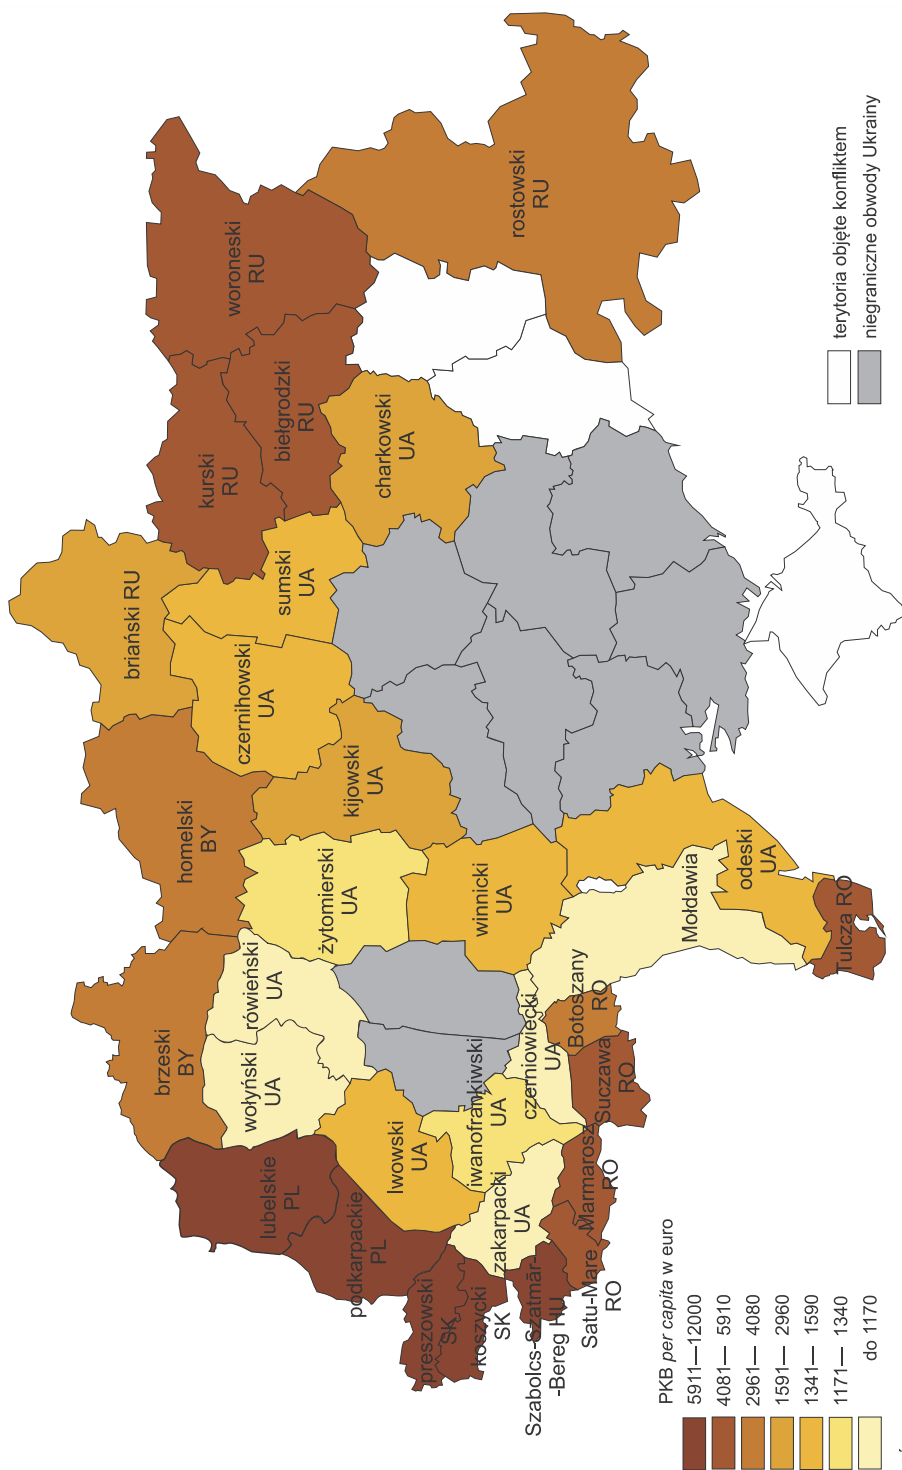 briański RU
kurski
RU
woroneski
RU
biełgrodzki
RU
rostowski
RU
homelski
BY
brzeski
BY
czernihowski
UA
sumski
UA
charkowski
UA
kijowski
UA
żytomierski
UA
rówieński
UA
wołyński
UA
lubelskie
PL
podkarpackie
PL
lwowski
UA
winnicki
UA
iwanofrankiwski
UA
czerniowiecki
UA
zakarpacki
UA
preszowski
SK
koszycki
SK
Szabolcs-Szatmár-
-Bereg HU
Satu-Mare
RO
Marmarosz
RO
Suczawa
RO
Botoszany
RO
Mołdawia
odeski
UA
Tulcza RO
PKB per capita w euro
5911—12000
4081— 5910
2961— 4080
1591— 2960
1341— 1590
1171— 1340
do 1170
terytoria objęte konfliktem
niegraniczne obwody Ukrainy